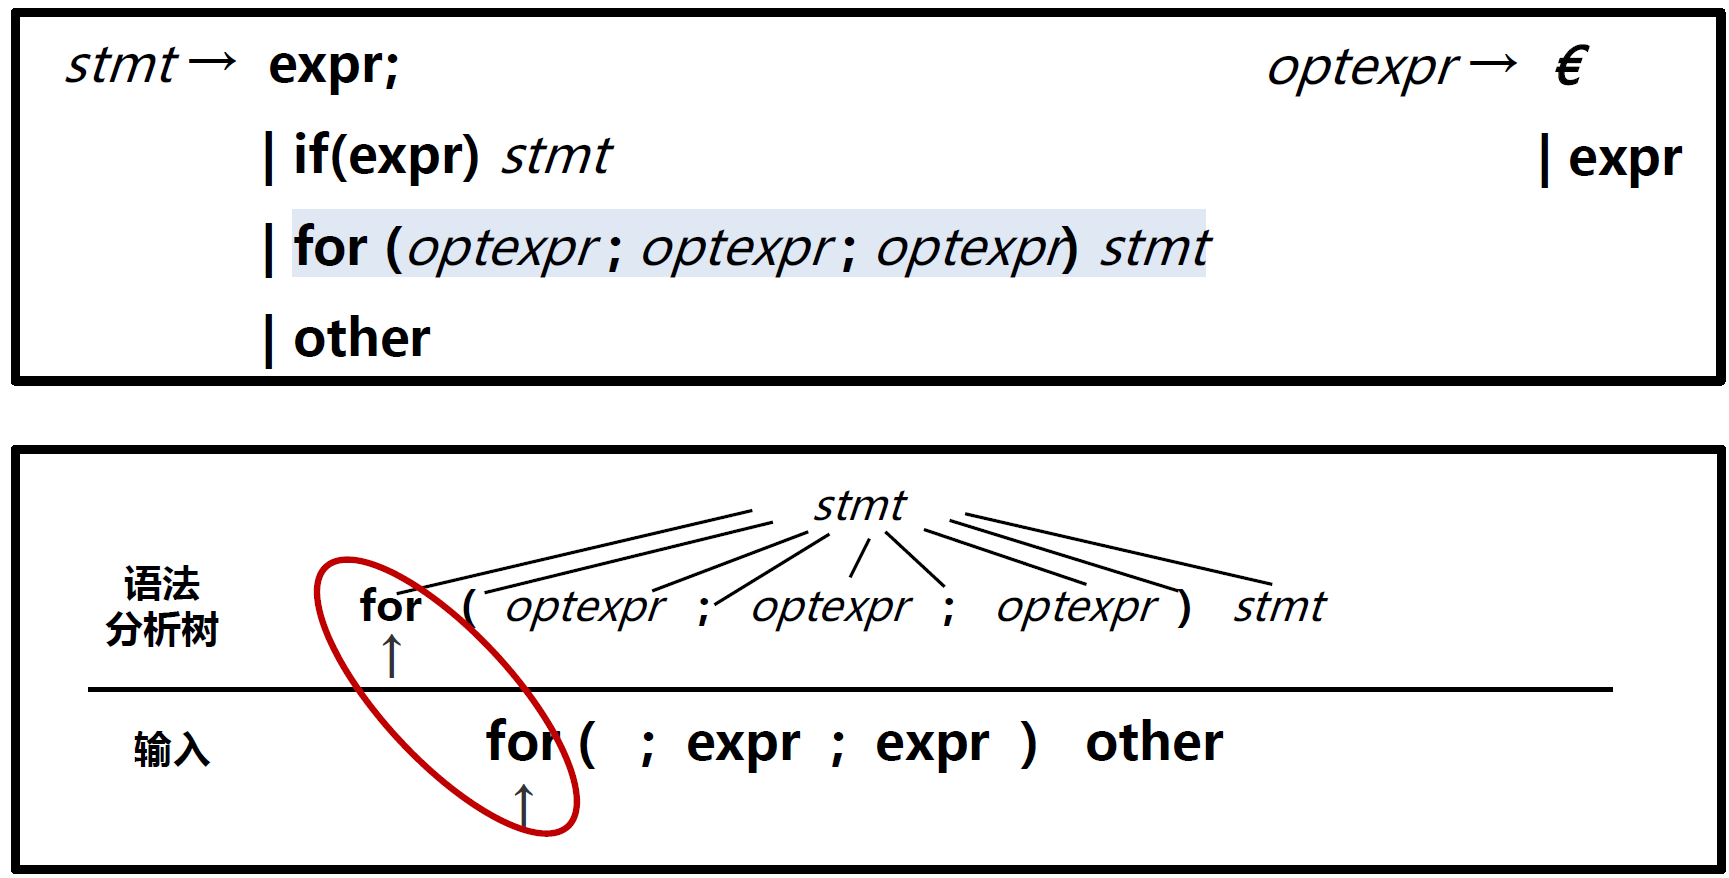 stmt → expr; optexpr → €
| if(expr) stmt | expr
| for (optexpr ; optexpr ; optexpr) stmt
| other
stmt
语法
分析树
for ( optexpr ; optexpr ; optexpr ) stmt
↑
输入
for ( ; expr ; expr ) other
↑